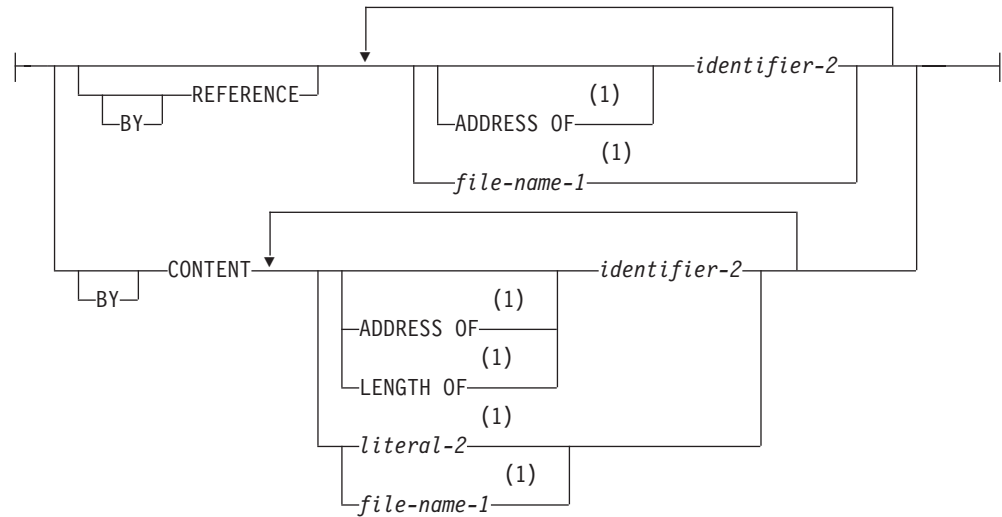 identifier-2
REFERENCE
(1)
BY
ADDRESS OF
(1)
file-name-1
CONTENT
identifier-2
BY
(1)
ADDRESS OF
(1)
LENGTH OF
(1)
literal-2
(1)
file-name-1